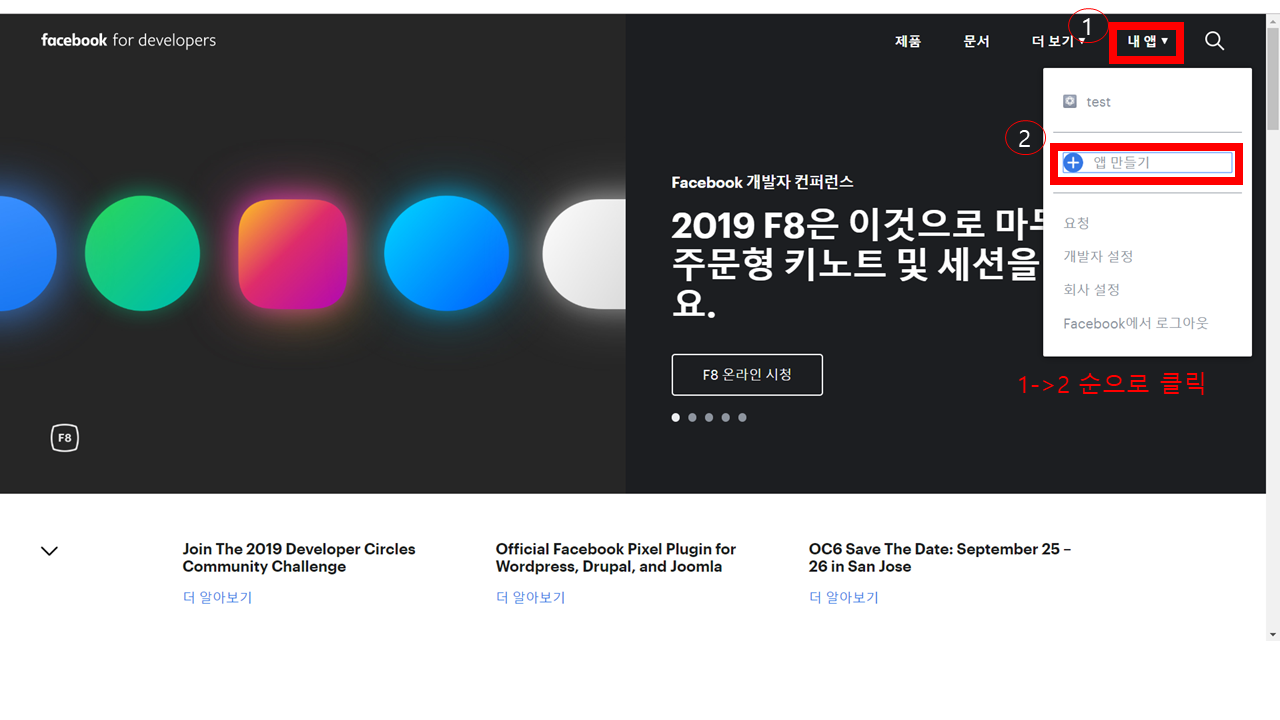 facebook for developers
제품 문서 더 보기 ▾ 1 내 앱 ▾
test
2
앱 만들기
요청
개발자 설정
회사 설정
Facebook에서 로그아웃
1->2 순으로 클릭
Facebook 개발자 컨퍼런스
2019 F8은 이것으로
주문형 키노트 및 세션을
요.
F8 온라인 시청
F8
Join The 2019 Developer Circles
Community Challenge
더 알아보기
Official Facebook Pixel Plugin for
Wordpress, Drupal, and Joomla
더 알아보기
OC6 Save The Date: September 25 –
26 in San Jose
더 알아보기